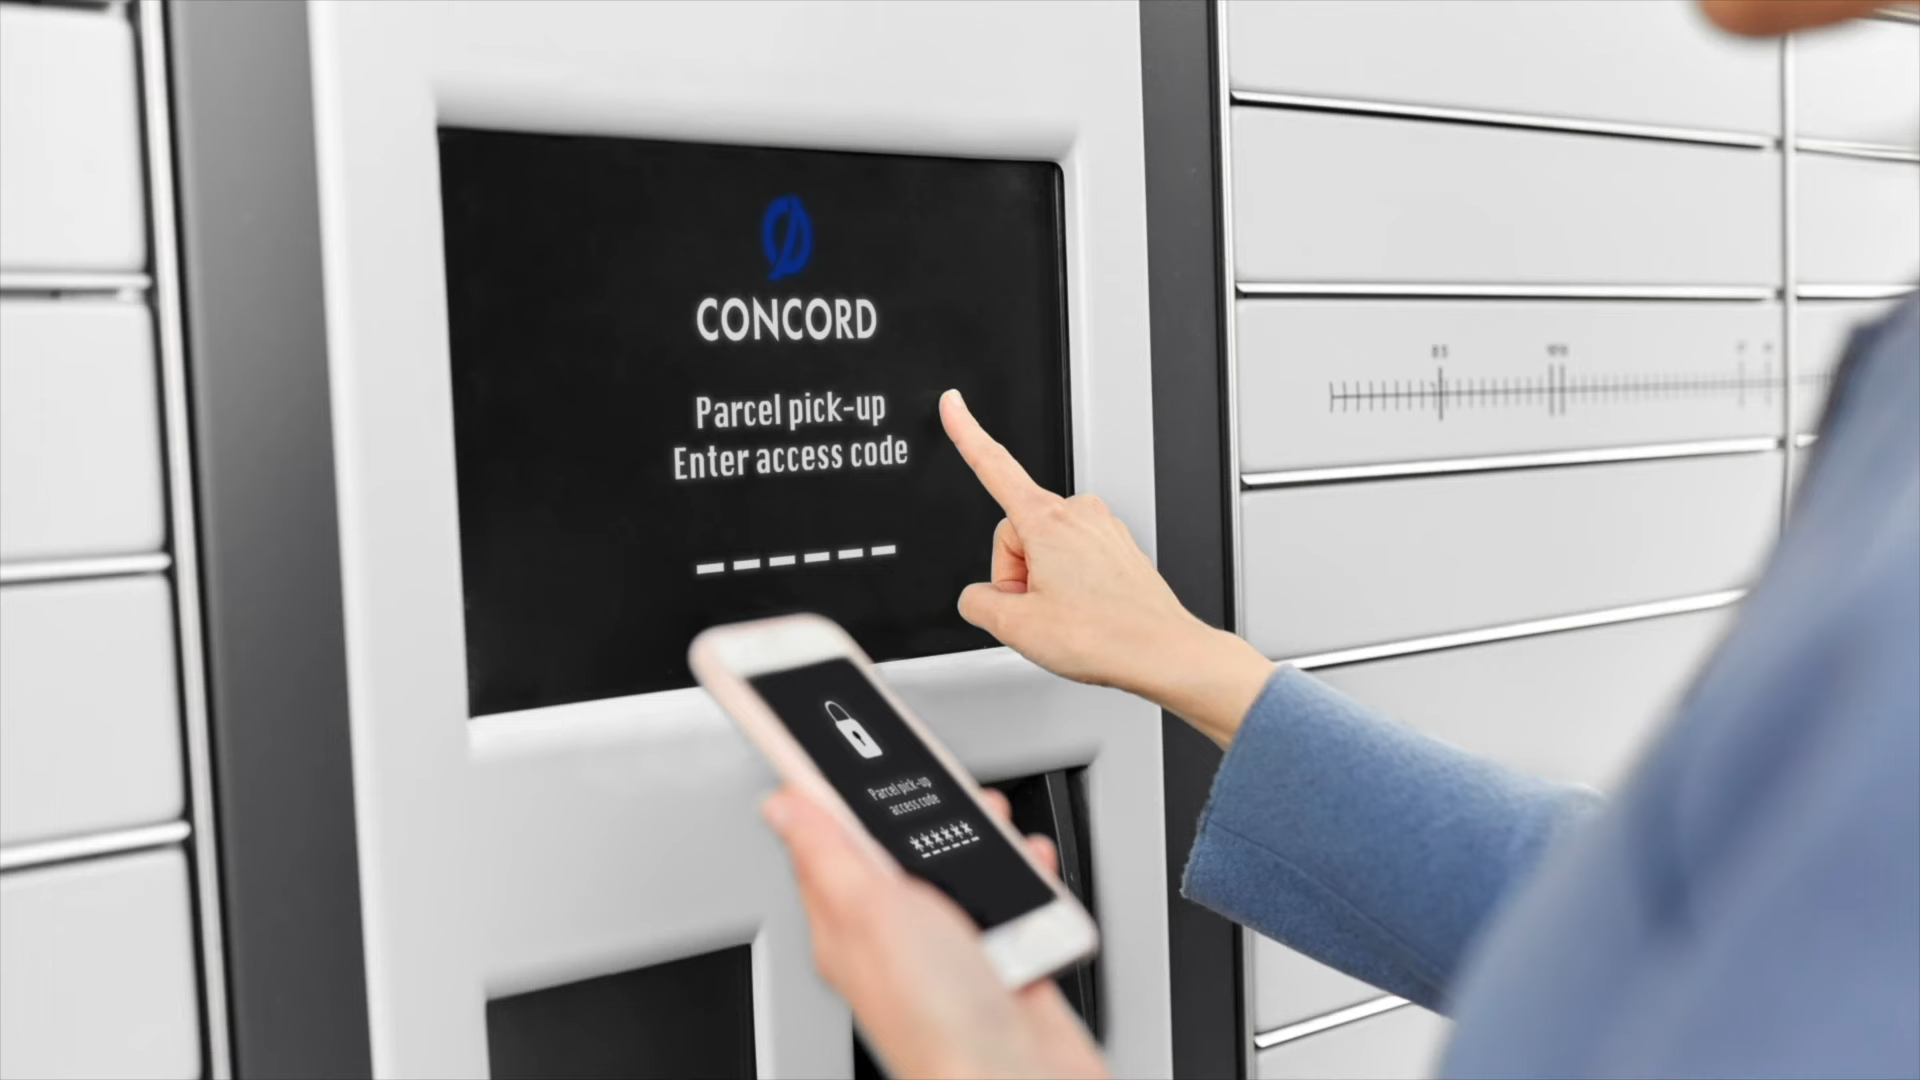 CONCORD
Parcel pick-up
Enter access code
Parcel pick-up
access code
******